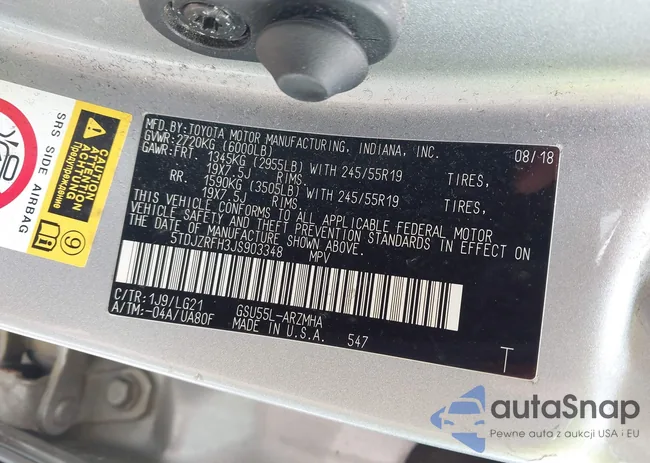 MFD.BY:TOYOTA MOTOR MANUFACTURING, INDIANA, INC. 08/18
GVWR:2720KG (6000LB)
GAWR:FRT. 1345KG (2955LB) WITH 245/55R19 TIRES,
19X7.5J RIMS.
RR 1590KG (3505LB) WITH 245/55R19 TIRES,
19X7.5J RIMS.
THIS VEHICLE CONFORMS TO ALL APPLICABLE FEDERAL MOTOR
VEHICLE SAFETY AND THEFT PREVENTION STANDARDS IN EFFECT ON
THE DATE OF MANUFACTURE SHOWN ABOVE.
5TDJZRFH3JS903348 MPV
C/TR:1J9/LG21 GSU55L-ARZMHA
A/TM:-04A/UA80F MADE IN U.S.A. 547
T
SIDE AIRBAG
CAUTION
ACHTUNG
Предупреждение
9
autoSnap
Pewne auta z aukcji USA i EU